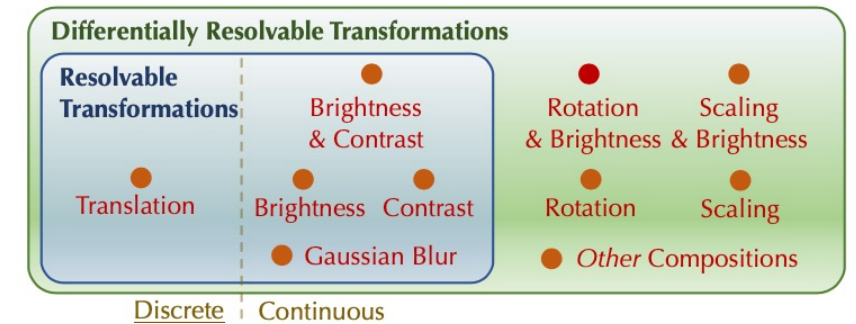 Differentially Resolvable Transformations
Resolvable
Transformations
Brightness
& Contrast
Rotation
& Brightness
Scaling
& Brightness
Translation
Brightness
Contrast
Rotation
Scaling
Gaussian Blur
Other Compositions
Discrete
Continuous